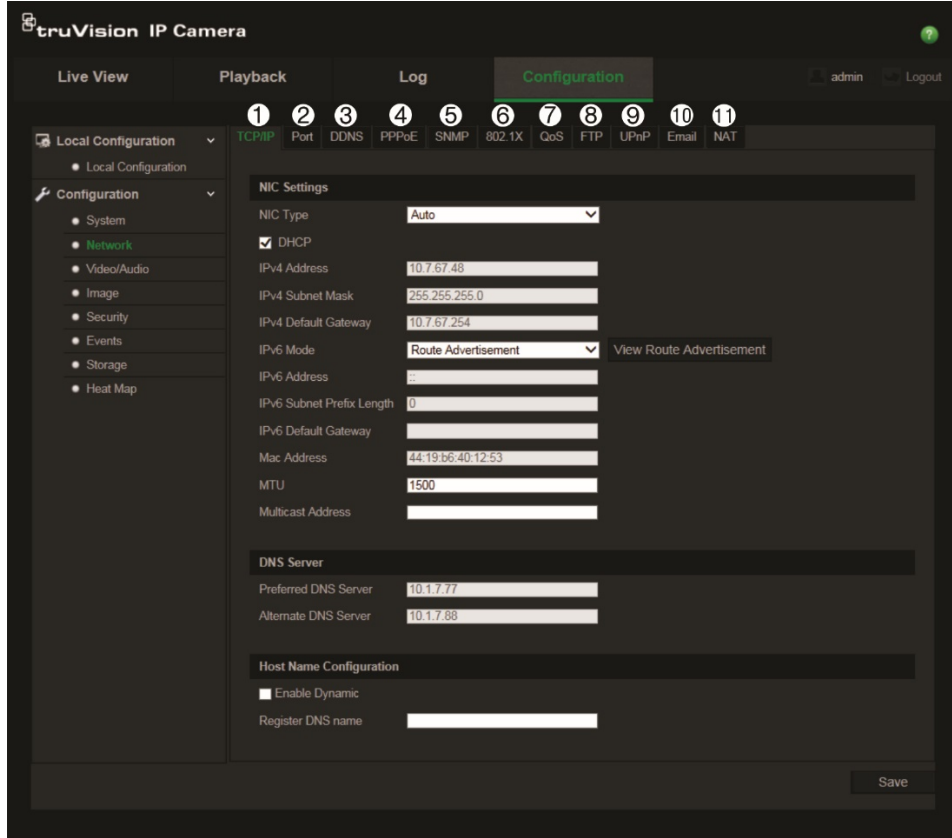 truVision IP Camera
?
Live View Playback Log Configuration admin Logout
1 2 3 4 5 6 7 8 9 10 11
TCP/IP Port DDNS PPPoE SNMP 802.1X QoS FTP UPnP Email NAT
Local Configuration
Local Configuration
Configuration
System
Network
Video/Audio
Image
Security
Events
Storage
Heat Map
NIC Settings
NIC Type Auto
DHCP
IPv4 Address 10.7.67.48
IPv4 Subnet Mask 255.255.255.0
IPv4 Default Gateway 10.7.67.254
IPv6 Mode Route Advertisement View Route Advertisement
IPv6 Address ::
IPv6 Subnet Prefix Length 0
IPv6 Default Gateway
Mac Address 44:19:b6:40:12:53
MTU 1500
Multicast Address
DNS Server
Preferred DNS Server 10.1.7.77
Alternate DNS Server 10.1.7.88
Host Name Configuration
Enable Dynamic
Register DNS name
Save